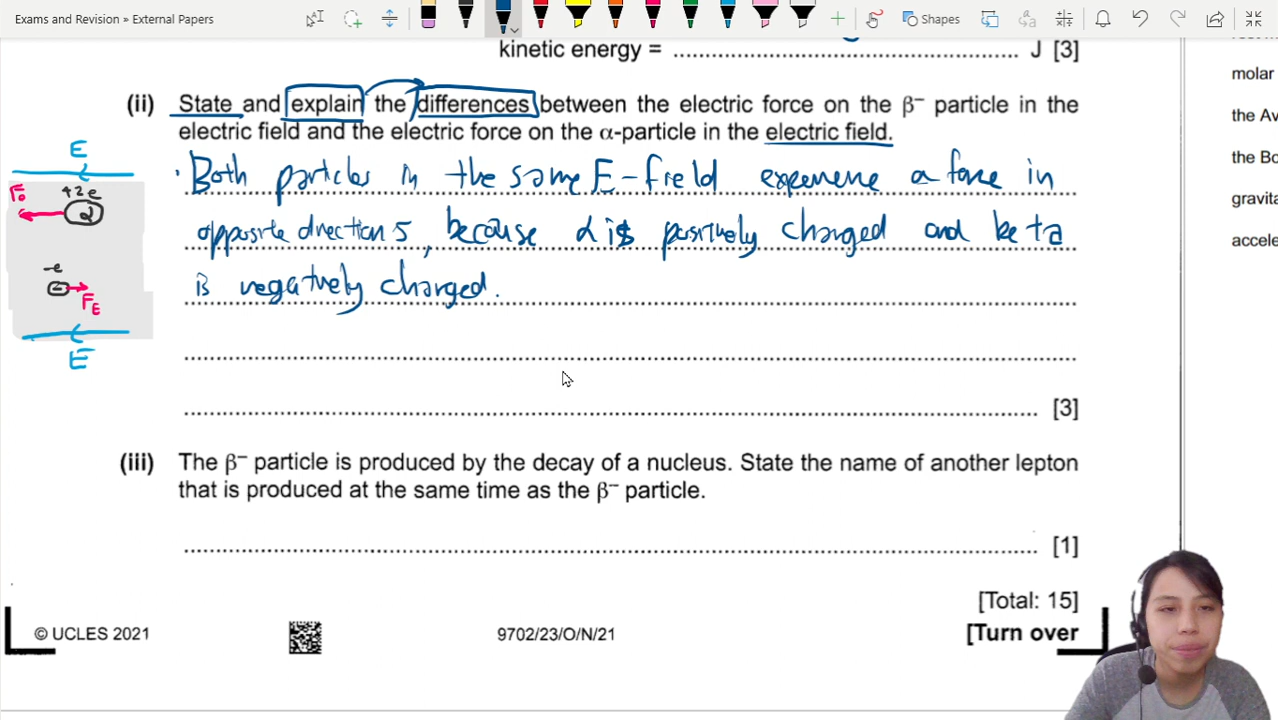 Exams and Revision » External Papers
Shapes
kinetic energy = ................ J [3]
(ii) State and explain the differences between the electric force on the β⁻ particle in the
electric field and the electric force on the α-particle in the electric field.
E
+2e
α
-e
F_E
E
· Both particles in the same E-field experience a force in
opposite directions, because α is positively charged and beta
is negatively charged.
[3]
(iii) The β⁻ particle is produced by the decay of a nucleus. State the name of another lepton
that is produced at the same time as the β⁻ particle.
[1]
[Total: 15]
© UCLES 2021
9702/23/O/N/21
[Turn over
molar
the Av
the Bo
gravita
accele